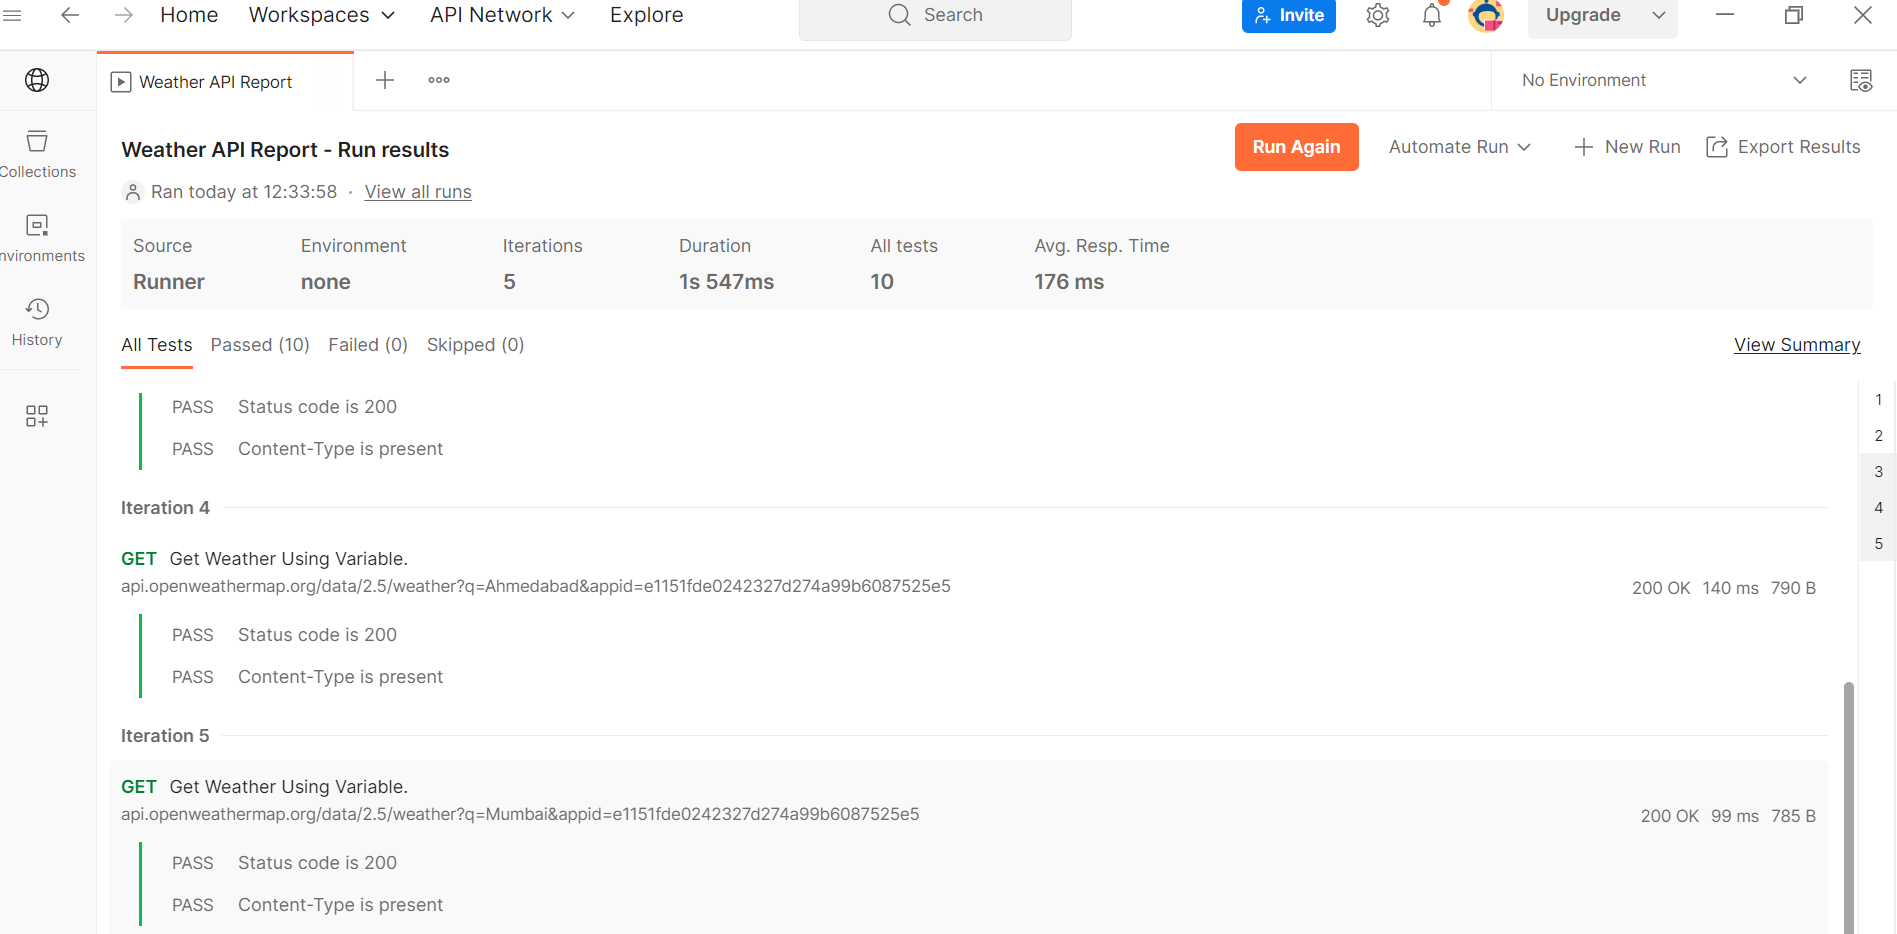 Home Workspaces API Network Explore Search Invite Upgrade
Weather API Report No Environment
Collections
nvironments
History
Weather API Report - Run results
Run Again Automate Run New Run Export Results
Ran today at 12:33:58 · View all runs
Source Environment Iterations Duration All tests Avg. Resp. Time
Runner none 5 1s 547ms 10 176 ms
All Tests Passed (10) Failed (0) Skipped (0) View Summary
PASS Status code is 200
PASS Content-Type is present
1
2
3
4
5
Iteration 4
GET Get Weather Using Variable.
api.openweathermap.org/data/2.5/weather?q=Ahmedabad&appid=e1151fde0242327d274a99b6087525e5 200 OK 140 ms 790 B
PASS Status code is 200
PASS Content-Type is present
Iteration 5
GET Get Weather Using Variable.
api.openweathermap.org/data/2.5/weather?q=Mumbai&appid=e1151fde0242327d274a99b6087525e5 200 OK 99 ms 785 B
PASS Status code is 200
PASS Content-Type is present